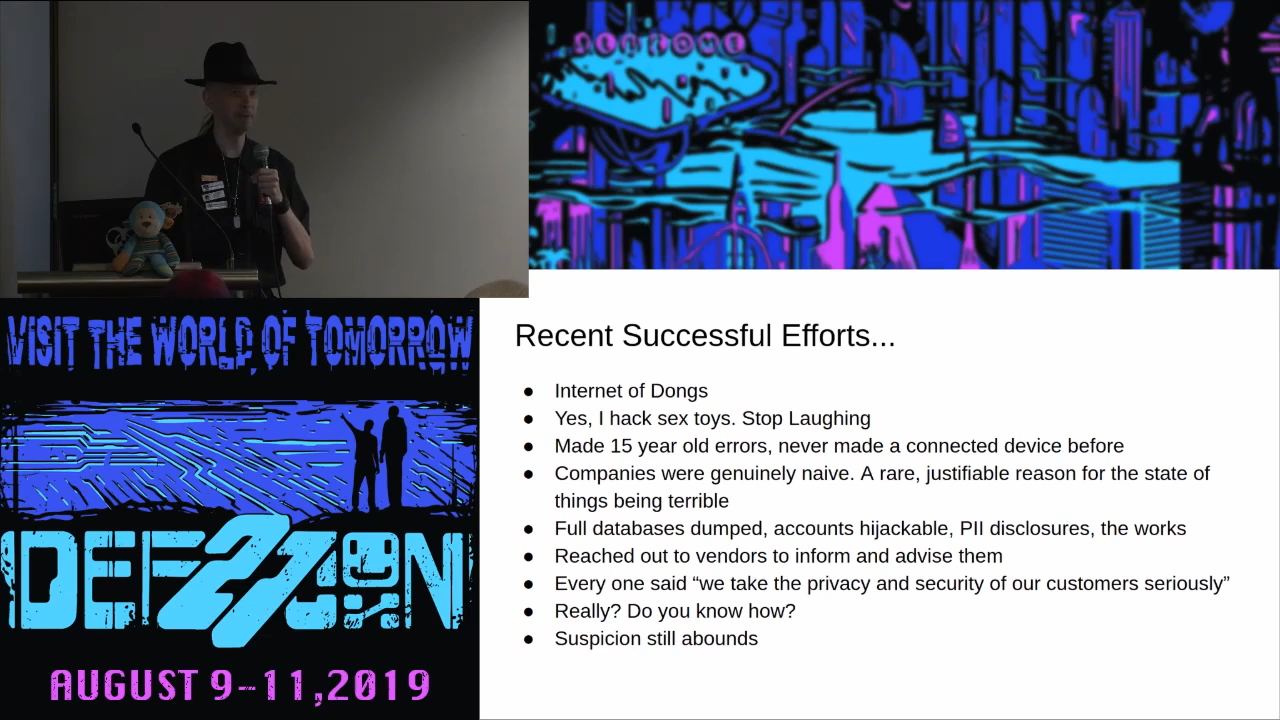 WELCOME
VISIT THE WORLD OF TOMORROW
DEF 27 CON
AUGUST 9-11,2019
Recent Successful Efforts...
● Internet of Dongs
● Yes, I hack sex toys. Stop Laughing
● Made 15 year old errors, never made a connected device before
● Companies were genuinely naive. A rare, justifiable reason for the state of
things being terrible
● Full databases dumped, accounts hijackable, PII disclosures, the works
● Reached out to vendors to inform and advise them
● Every one said “we take the privacy and security of our customers seriously”
● Really? Do you know how?
● Suspicion still abounds